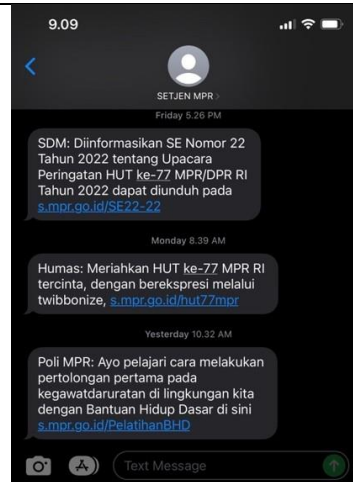 9.09
SETJEN MPR
Friday 5.26 PM
SDM: Diinformasikan SE Nomor 22
Tahun 2022 tentang Upacara
Peringatan HUT ke-77 MPR/DPR RI
Tahun 2022 dapat diunduh pada
s.mpr.go.id/SE22-22
Monday 8.39 AM
Humas: Meriahkan HUT ke-77 MPR RI
tercinta, dengan berekspresi melalui
twibbonize, s.mpr.go.id/hut77mpr
Yesterday 10.32 AM
Poli MPR: Ayo pelajari cara melakukan
pertolongan pertama pada
kegawatdaruratan di lingkungan kita
dengan Bantuan Hidup Dasar di sini
s.mpr.go.id/PelatihanBHD
Text Message